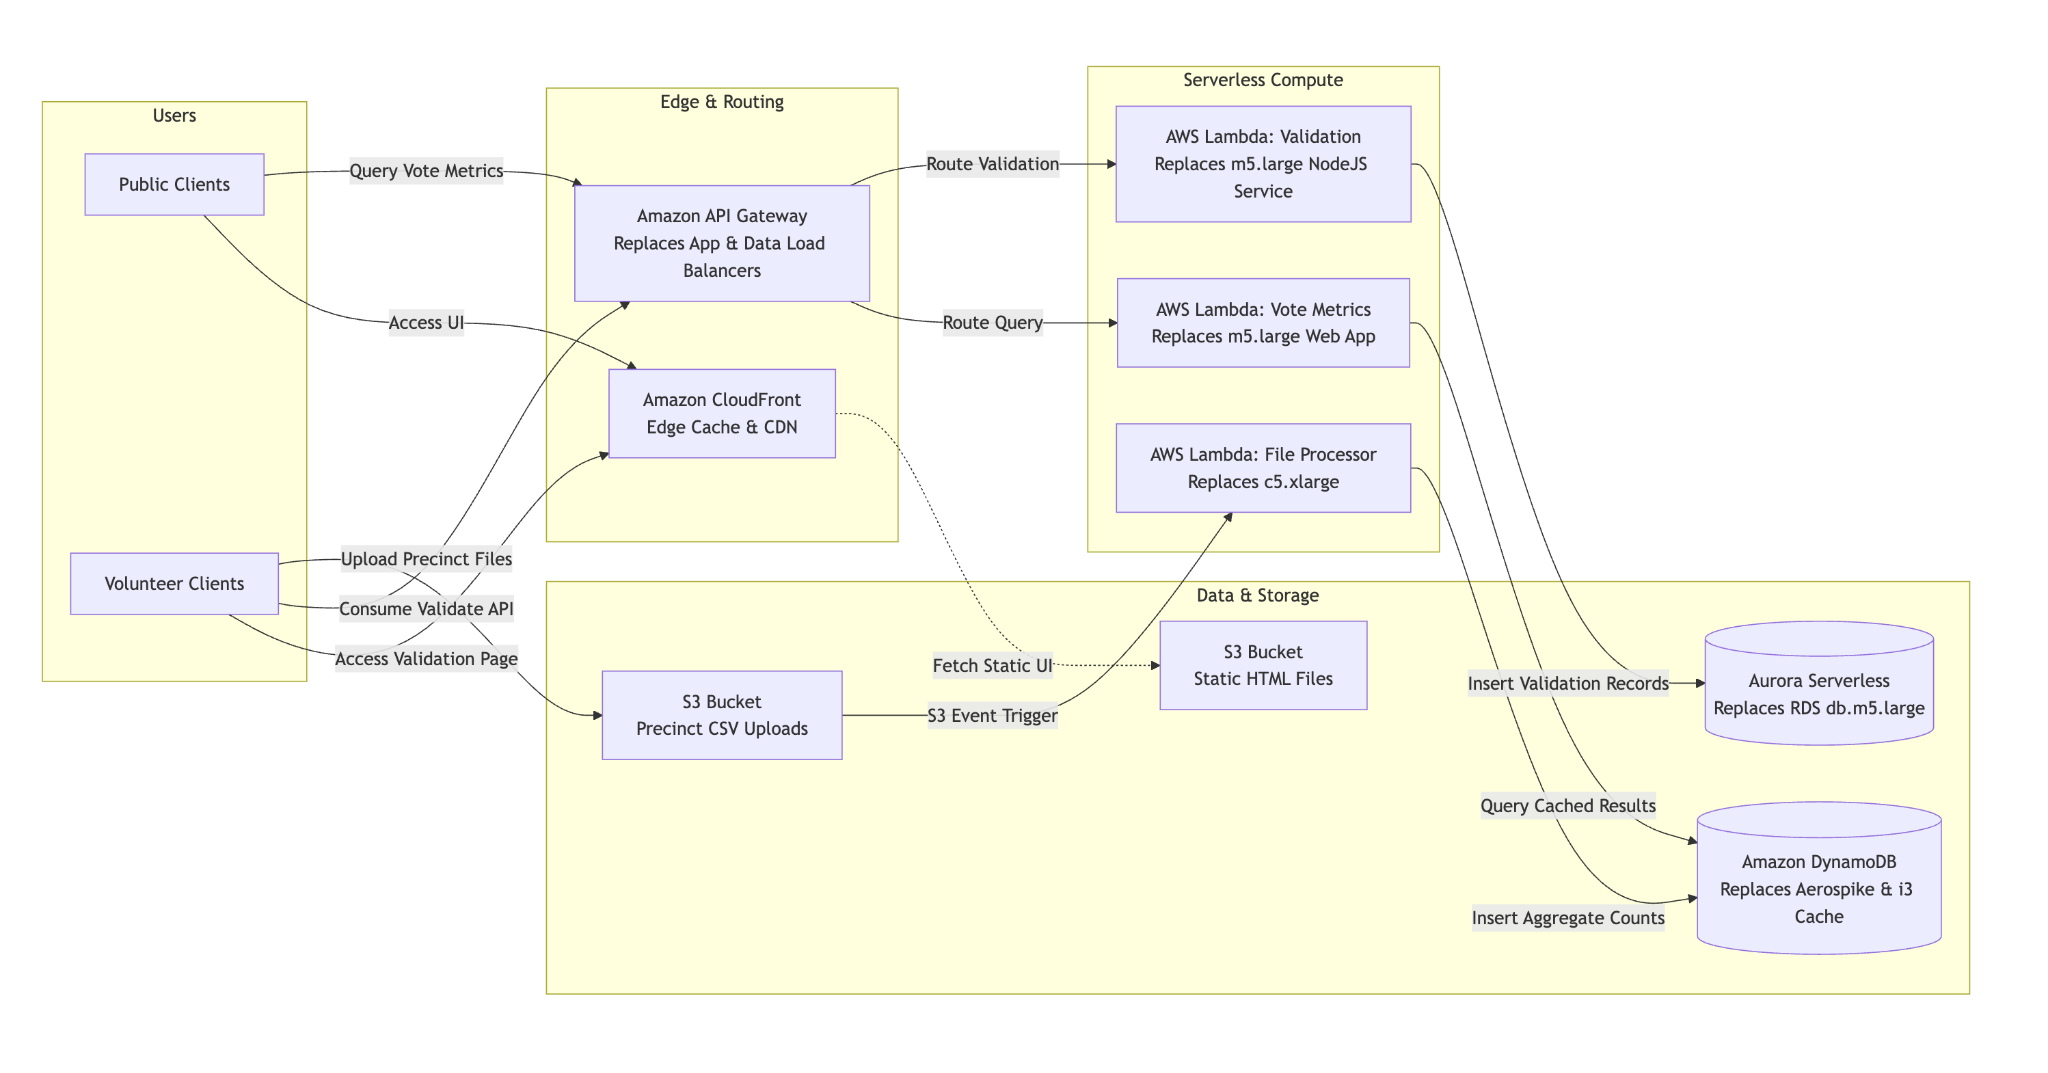 Users
Public Clients
Volunteer Clients
Query Vote Metrics
Access UI
Upload Precinct Files
Consume Validate API
Access Validation Page
Edge & Routing
Amazon API Gateway
Replaces App & Data Load
Balancers
Amazon CloudFront
Edge Cache & CDN
Route Validation
Route Query
Serverless Compute
AWS Lambda: Validation
Replaces m5.large NodeJS
Service
AWS Lambda: Vote Metrics
Replaces m5.large Web App
AWS Lambda: File Processor
Replaces c5.xlarge
Data & Storage
S3 Bucket
Precinct CSV Uploads
Fetch Static UI
S3 Event Trigger
S3 Bucket
Static HTML Files
Insert Validation Records
Query Cached Results
Insert Aggregate Counts
Aurora Serverless
Replaces RDS db.m5.large
Amazon DynamoDB
Replaces Aerospike & i3
Cache